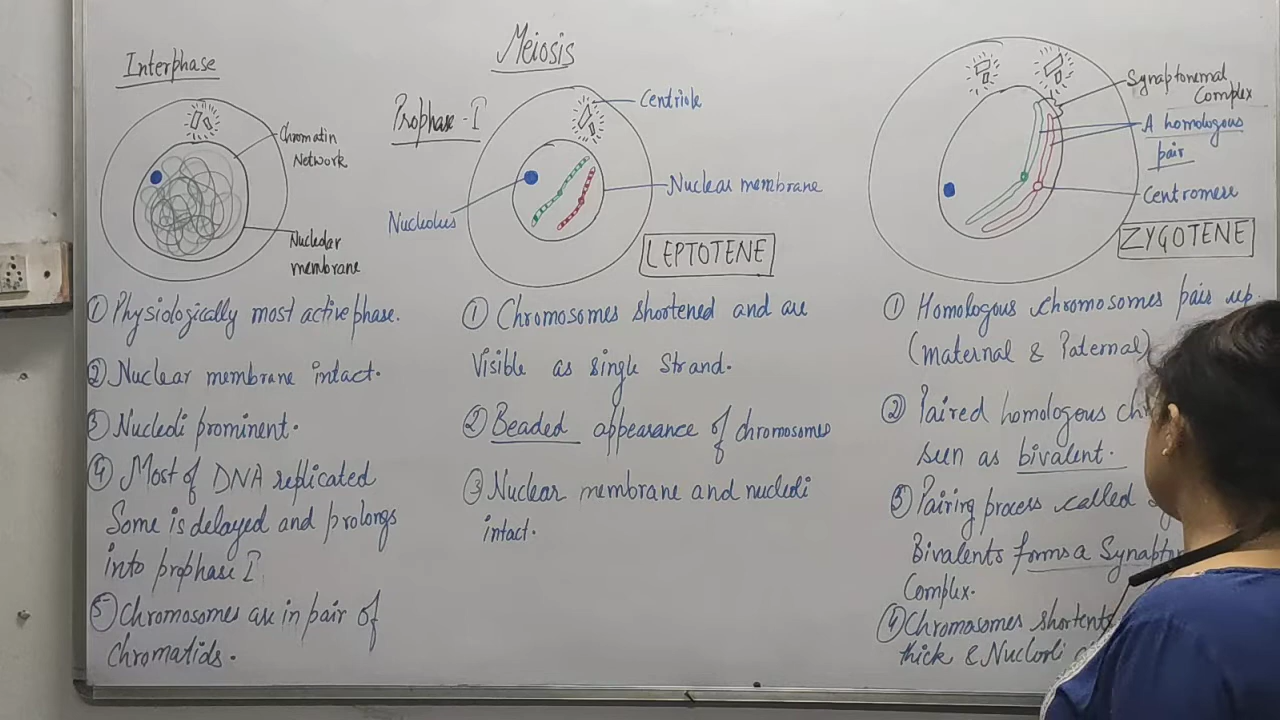 Meiosis
Interphase
Chromatin
Network
Nucleolar
membrane
① Physiologically most active phase.
② Nuclear membrane intact.
③ Nucleoli prominent.
④ Most of DNA replicated
Some is delayed and prolongs
into prophase I
⑤ Chromosomes are in pair of
chromatids.
Prophase - I
Centriole
Nuclear membrane
Nucleolus
LEPTOTENE
① Chromosomes shortened and are
Visible as single strand.
② Beaded appearance of chromosomes
③ Nuclear membrane and nucleoli
intact.
Synaptonemal
Complex
A homologous
pair
Centromere
ZYGOTENE
① Homologous chromosomes pair up.
(maternal & Paternal)
② Paired homologous
seen as bivalent.
③ Pairing process called
Bivalents forms a
Complex.
④ Chromosomes shortens
thick & Nucleoli